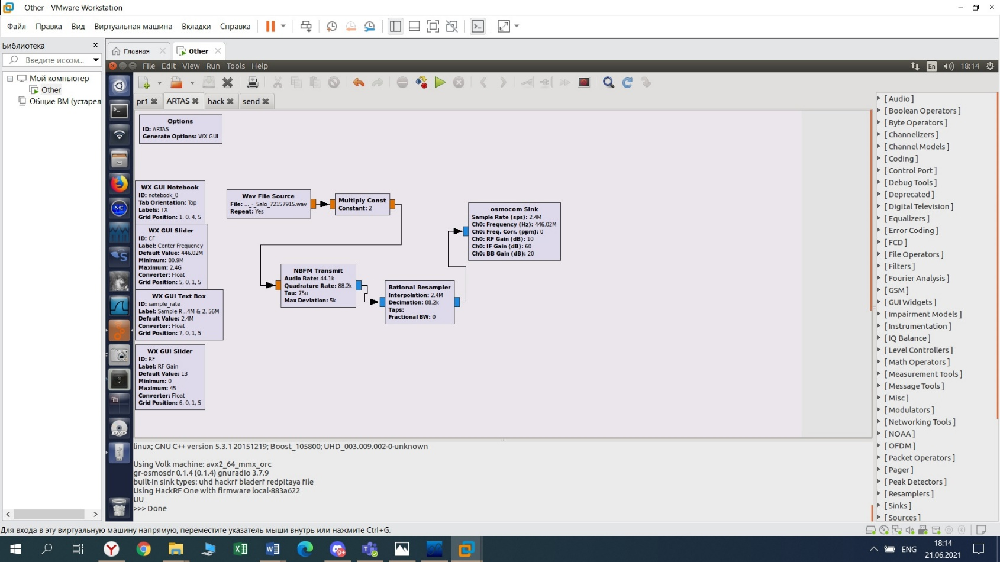 Other - VMware Workstation
Файл Правка Вид Виртуальная машина Вкладки Справка
Библиотека
Введите иском...
Мой компьютер
Other
Общие ВМ (устарел
Главная Other
File Edit View Run Tools Help
En 18:14
pr1 ARTAS hack send
Options
ID: ARTAS
Generate Options: WX GUI
WX GUI Notebook
ID: notebook_0
Tab Orientation: Top
Labels: TX
Grid Position: 1, 0, 4, 5
WX GUI Slider
ID: CF
Label: Center Frequency
Default Value: 446.02M
Minimum: 80.9M
Maximum: 2.4G
Converter: Float
Grid Position: 5, 0, 1, 5
WX GUI Text Box
ID: sample_rate
Label: Sample R...4M & 2. 56M
Default Value: 2.4M
Converter: Float
Grid Position: 7, 0, 1, 5
WX GUI Slider
ID: RF
Label: RF Gain
Default Value: 13
Minimum: 0
Maximum: 45
Converter: Float
Grid Position: 6, 0, 1, 5
Wav File Source
File: ..._-_Salo_72157915.wav
Repeat: Yes
Multiply Const
Constant: 2
NBFM Transmit
Audio Rate: 44.1k
Quadrature Rate: 88.2k
Tau: 75u
Max Deviation: 5k
Rational Resampler
Interpolation: 2.4M
Decimation: 88.2k
Taps:
Fractional BW: 0
osmocom Sink
Sample Rate (sps): 2.4M
Ch0: Frequency (Hz): 446.02M
Ch0: Freq. Corr. (ppm): 0
Ch0: RF Gain (dB): 10
Ch0: IF Gain (dB): 60
Ch0: BB Gain (dB): 20
[ Audio ]
[ Boolean Operators ]
[ Byte Operators ]
[ Channelizers ]
[ Channel Models ]
[ Coding ]
[ Control Port ]
[ Debug Tools ]
[ Deprecated ]
[ Digital Television ]
[ Equalizers ]
[ Error Coding ]
[ FCD ]
[ File Operators ]
[ Filters ]
[ Fourier Analysis ]
[ GSM ]
[ GUI Widgets ]
[ Impairment Models ]
[ Instrumentation ]
[ IQ Balance ]
[ Level Controllers ]
[ Math Operators ]
[ Measurement Tools ]
[ Message Tools ]
[ Misc ]
[ Modulators ]
[ Networking Tools ]
[ NOAA ]
[ OFDM ]
[ Packet Operators ]
[ Pager ]
[ Peak Detectors ]
[ Resamplers ]
[ Sinks ]
[ Sources ]
linux; GNU C++ version 5.3.1 20151219; Boost_105800; UHD_003.009.002-0-unknown
Using Volk machine: avx2_64_mmx_orc
gr-osmosdr 0.1.4 (0.1.4) gnuradio 3.7.9
built-in sink types: uhd hackrf bladerf redpitaya file
Using HackRF One with firmware local-883a622
UU
>>> Done
Для входа в эту виртуальную машину напрямую, переместите указатель мыши внутрь или нажмите Ctrl+G.
ENG
18:14
21.06.2021